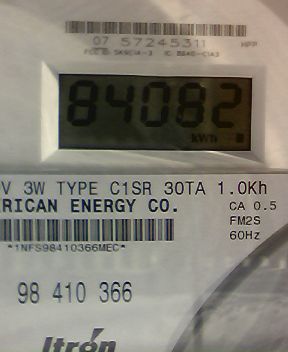 07 57245311 HPP
84082
kWh
V 3W TYPE C1SR 30TA 1.0Kh
RICAN ENERGY CO. CA 0.5
FM2S
*1NFS98410366MEC* 60Hz
98 410 366
Itron